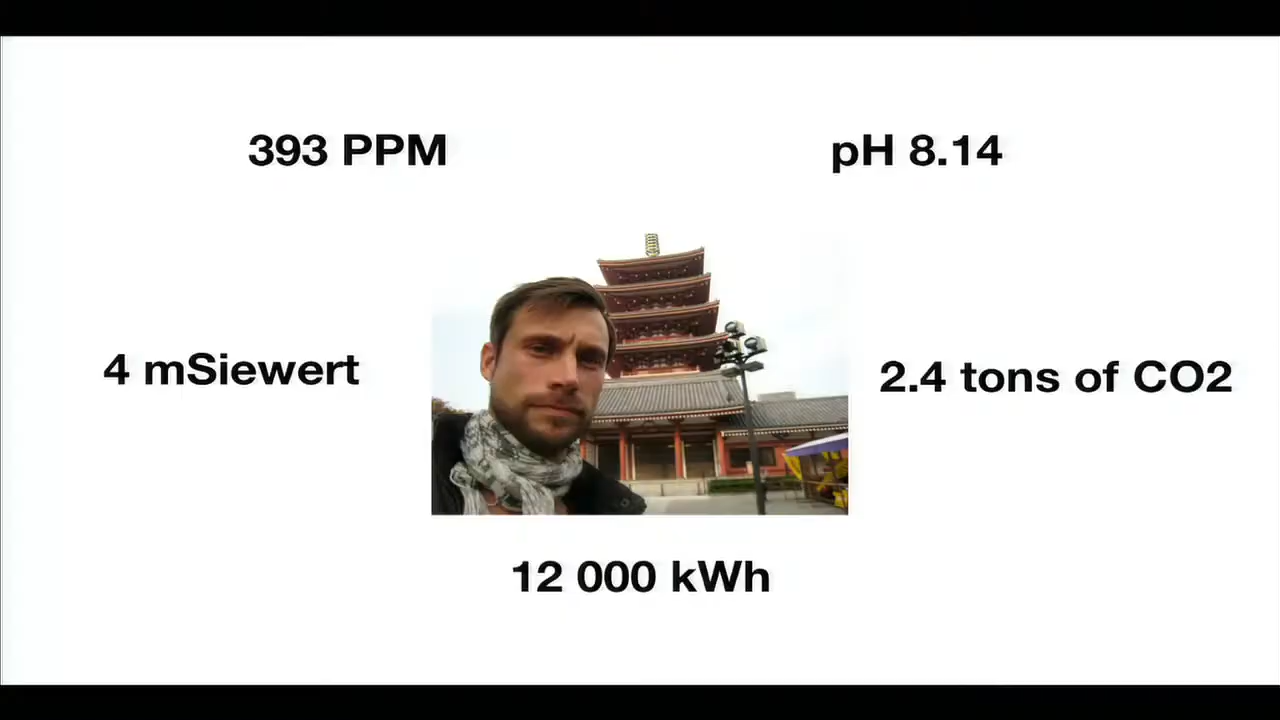 393 PPM
pH 8.14
4 mSiewert
2.4 tons of CO2
12 000 kWh